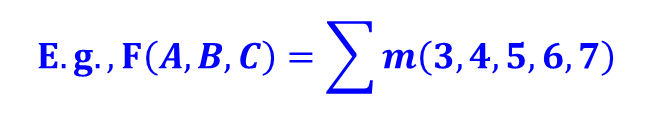 E.g., F(A, B, C) = ∑ m(3, 4, 5, 6, 7)